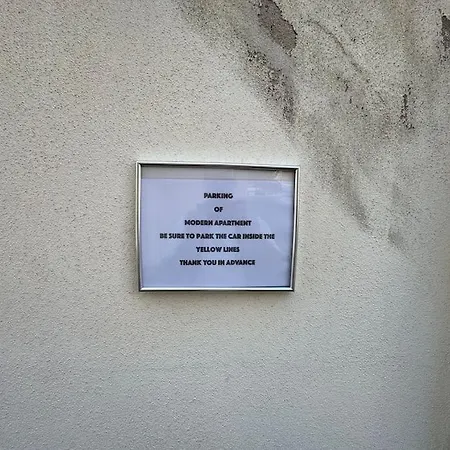 PARKING
OF
MODERN APARTMENT
BE SURE TO PARK THE CAR INSIDE THE
YELLOW LINES
THANK YOU IN ADVANCE